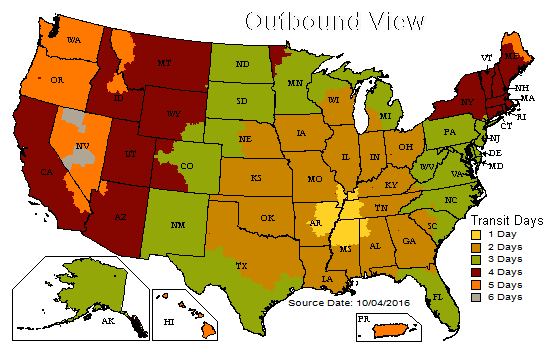 Outbound View
WA
OR
CA
NV
ID
MT
WY
UT
AZ
CO
NM
ND
SD
NE
KS
OK
TX
MN
IA
MO
AR
LA
WI
IL
MS
MI
IN
OH
KY
TN
AL
GA
FL
SC
NC
VA
WV
PA
NY
VT
ME
NH
MA
RI
CT
NJ
DE
MD
AK
HI
PR
Transit Days
1 Day
2 Days
3 Days
4 Days
5 Days
6 Days
Source Date: 10/04/2016